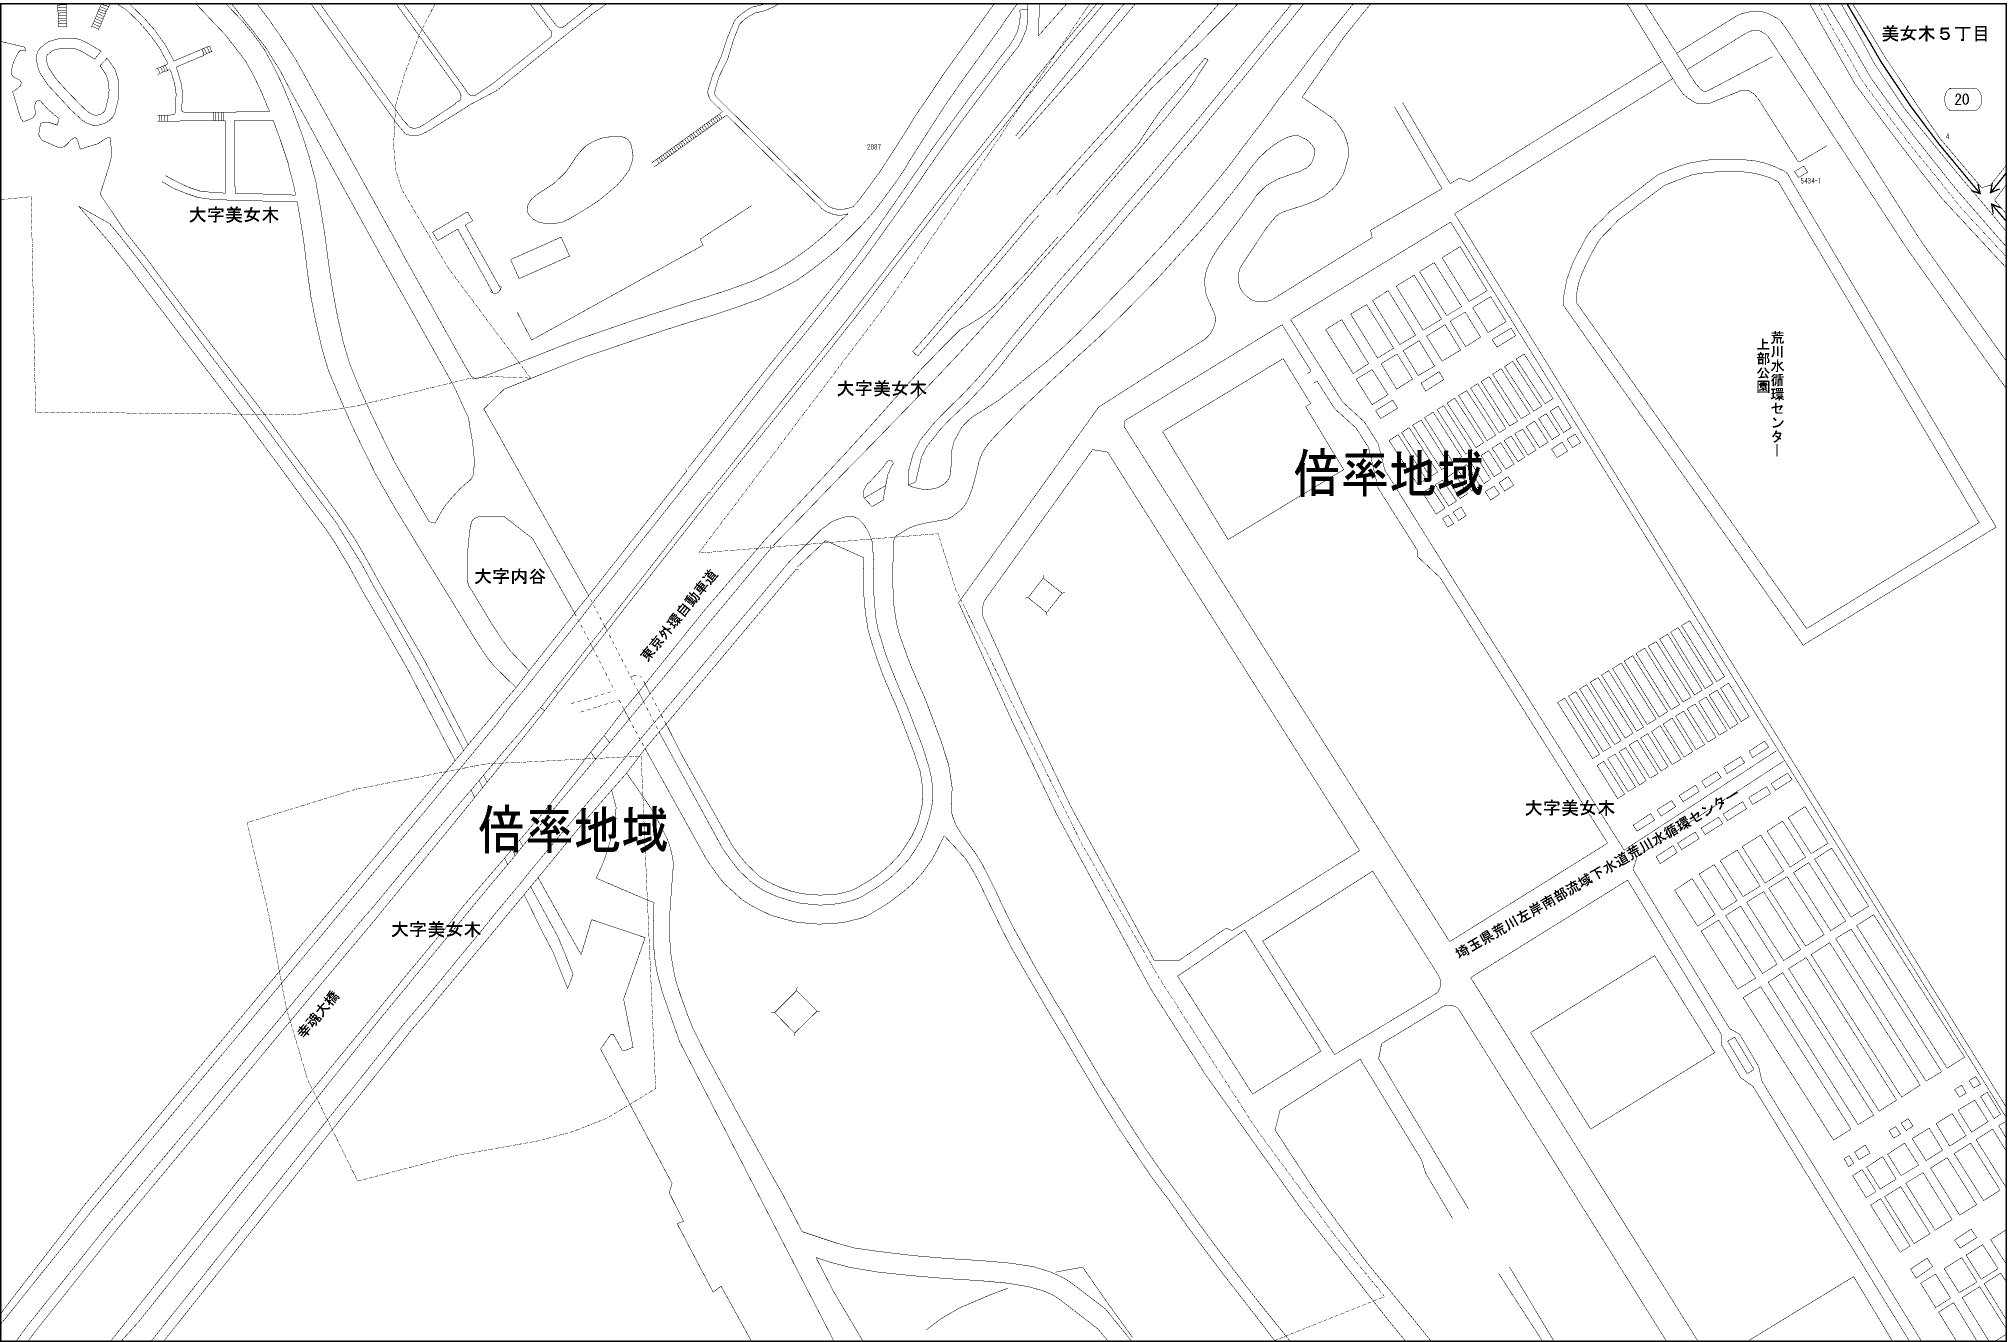 美女木５丁目
20
4
2887
5434-1
大字美女木
荒川水循環センター
上部公園
大字美女木
倍率地域
大字内谷
東京外環自動車道
大字美女木
埼玉県荒川左岸南部流域下水道荒川水循環センター
倍率地域
大字美女木
幸魂大橋